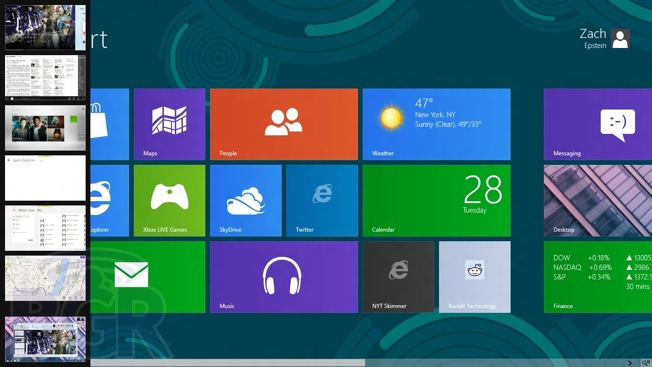 rt
Zach
Epstein
Maps
People
47°
New York, NY
Sunny (Clear), 49°/33°
Weather
:-)
Messaging
xplorer
Xbox LIVE Games
SkyDrive
Twitter
28
Tuesday
Calendar
Desktop
Music
NYT Skimmer
Reddit Technology
DOW +0.18% ▲ 13005
NASDAQ +0.69% ▲ 2986.
S&P +0.34% ▲ 1372.1
30 mins
Finance
BGR